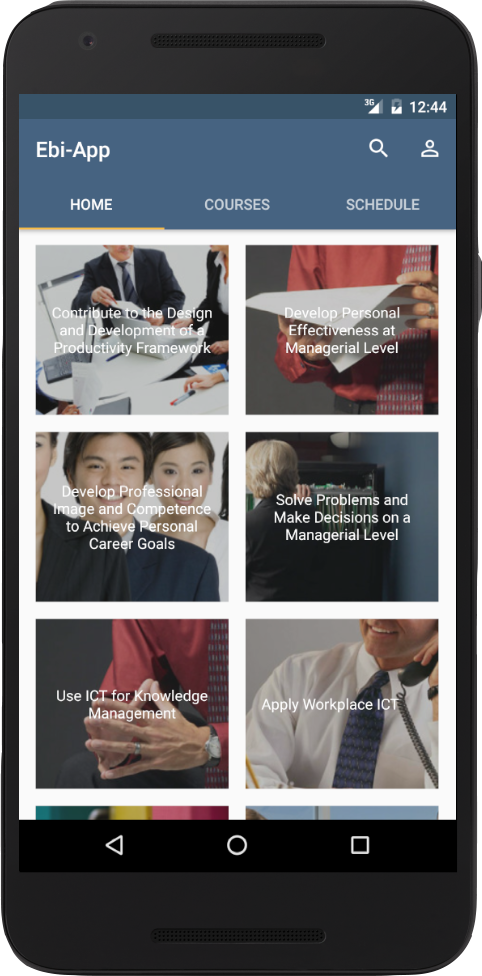 3G 12:44
Ebi-App
HOME COURSES SCHEDULE
Contribute to the Design
and Development of a
Productivity Framework
Develop Personal
Effectiveness at
Managerial Level
Develop Professional
Image and Competence
to Achieve Personal
Career Goals
Solve Problems and
Make Decisions on a
Managerial Level
Use ICT for Knowledge
Management
Apply Workplace ICT